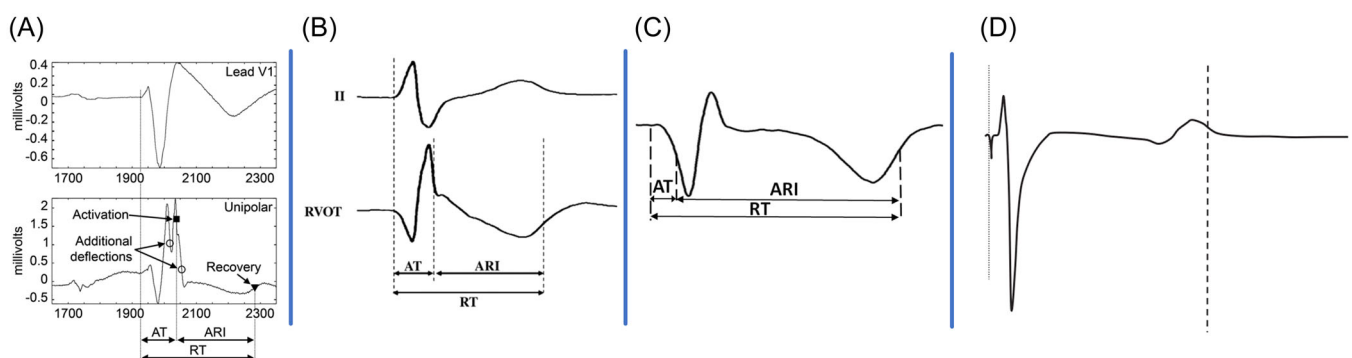 (A)
Lead V1
millivolts
0.4
0.2
0
-0.2
-0.4
-0.6
1700 1900 2100 2300
Unipolar
millivolts
2
1.5
1
0.5
0
-0.5
Activation
Additional
deflections
Recovery
1700 1900 2100 2300
AT ARI
RT
(B)
II
RVOT
AT ARI
RT
(C)
AT ARI
RT
(D)